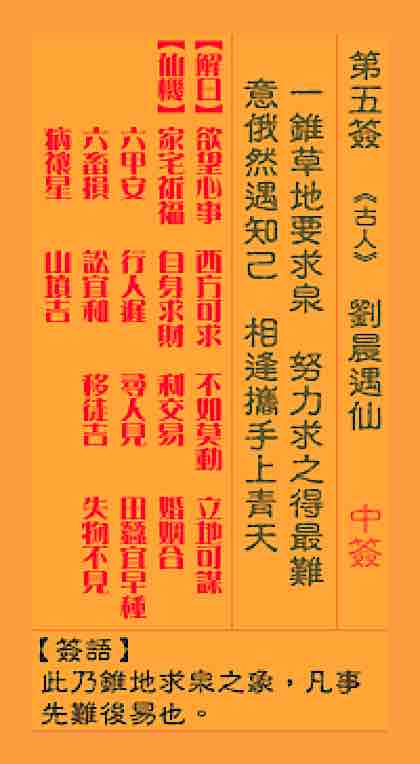 第五簽 《古人》 劉晨遇仙 中簽
一錐草地要求泉 努力求之得最難
意俄然遇知己 相逢攜手上青天
【解曰】欲望心事 西方可求 不如莫動 立地可謀
【仙機】家宅祈福 自身求財 利交易 婚姻合
六甲安 行人遲 尋人見 田蠶宜早種
六畜損 訟宜和 移徒吉 失物不見
病禳星 山墳吉
【簽語】
此乃錐地求泉之象，凡事
先難後易也。